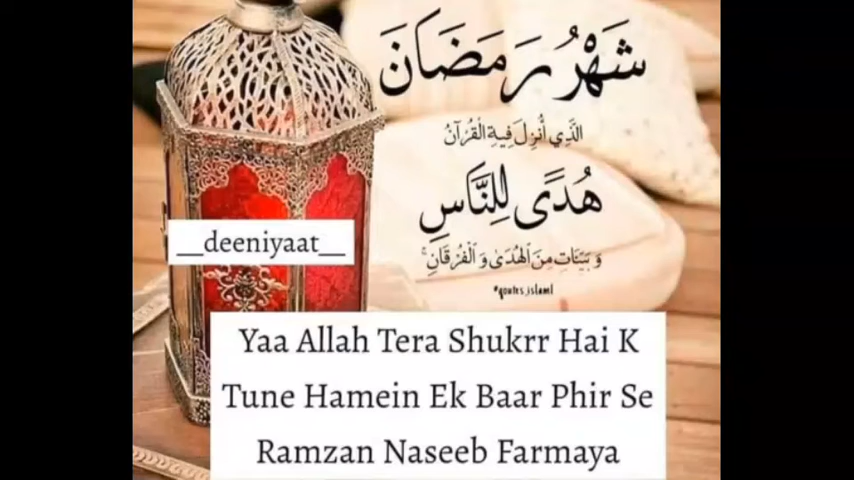 شَهْرُ رَمَضَانَ
الَّذِي أُنْزِلَ فِيهِ الْقُرْآنُ
هُدًى لِلنَّاسِ
وَبَيِّنَاتٍ مِنَ الْهُدَىٰ وَالْفُرْقَانِ ۚ
*qoutes_islaml
__deeniyaat__
Yaa Allah Tera Shukrr Hai K
Tune Hamein Ek Baar Phir Se
Ramzan Naseeb Farmaya